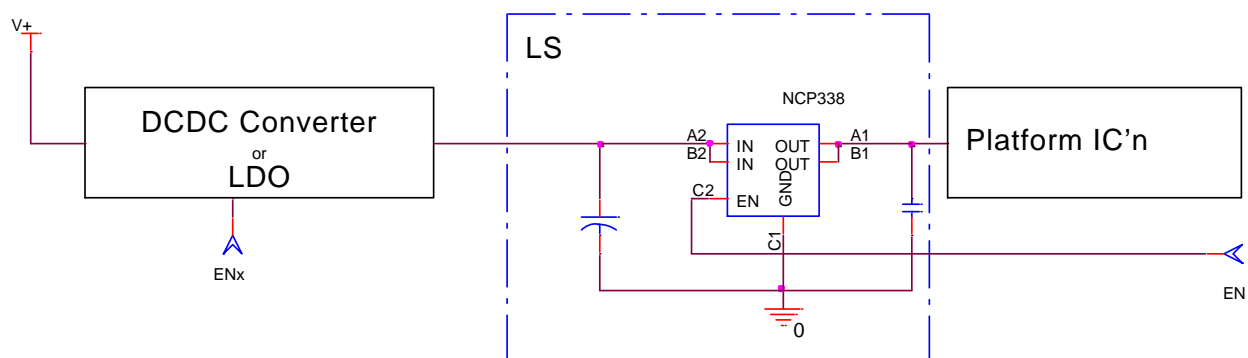 V+
DCDC Converter
or
LDO
ENx
LS
NCP338
A2
B2
C2
IN
IN
EN
OUT
OUT
GND
A1
B1
C1
0
Platform IC'n
EN